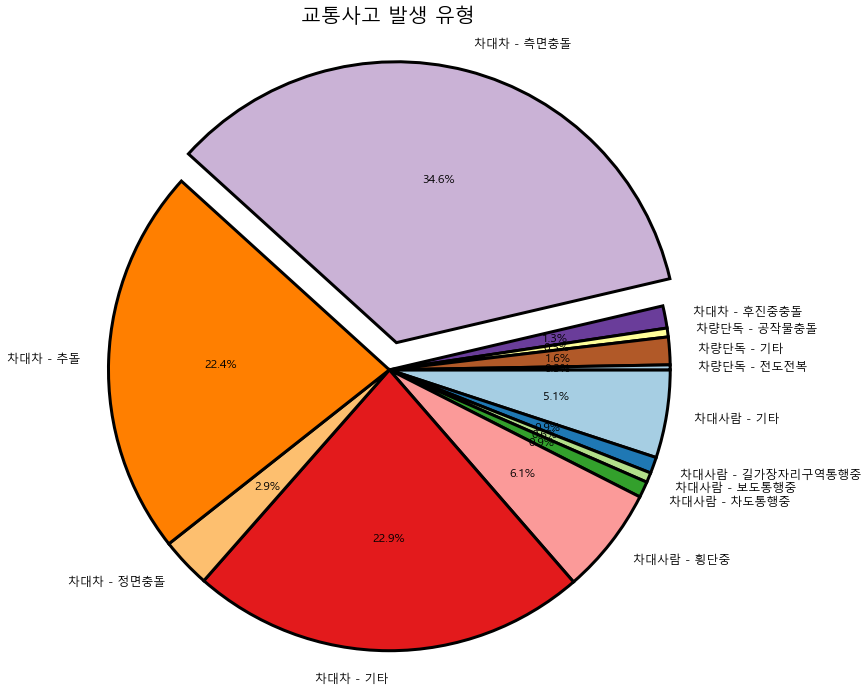 교통사고 발생 유형
차대차 - 측면충돌
34.6%
차대차 - 후진중충돌
1.3%
차량단독 - 공작물충돌
차량단독 - 기타
1.6%
차량단독 - 전도전복
차대차 - 추돌
22.4%
5.1%
차대사람 - 기타
0.9%
차대사람 - 길가장자리구역통행중
차대사람 - 보도통행중
0.9%
차대사람 - 차도통행중
6.1%
차대사람 - 횡단중
2.9%
차대차 - 정면충돌
22.9%
차대차 - 기타